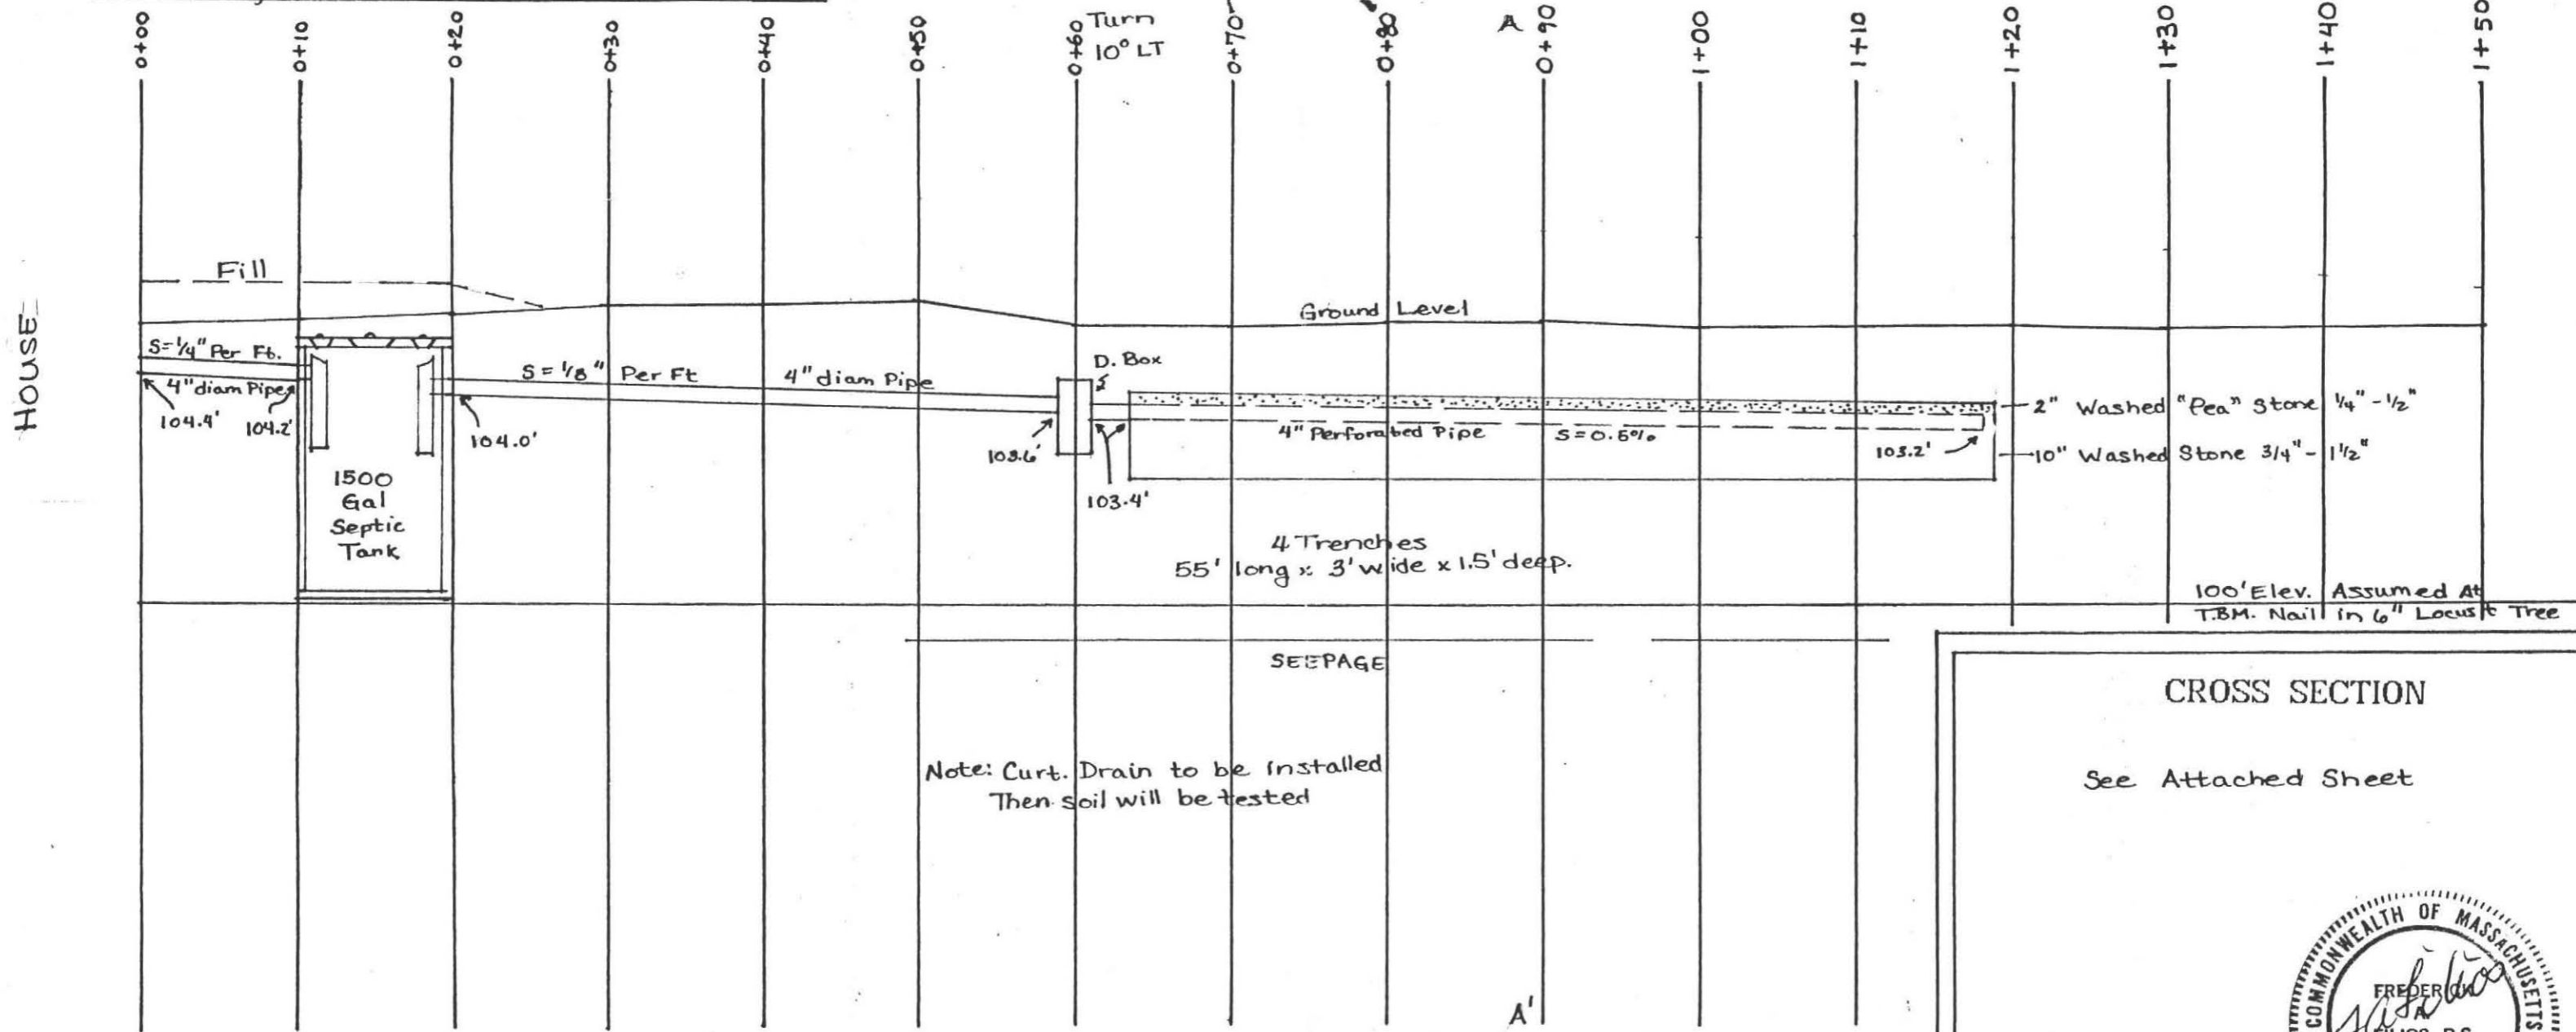 0+00
0+10
0+20
0+30
0+40
0+50
0+60
Turn
10° LT
0+70
0+80
A
0+90
1+00
1+10
1+20
1+30
1+40
1+50
HOUSE
Fill
Ground Level
S=1/4" Per Ft.
4" diam Pipe
104.4'
104.2'
1500
Gal
Septic
Tank
S = 1/8" Per Ft
4" diam Pipe
104.0'
D. Box
103.6'
103.4'
4" Perforated Pipe
S=0.5%
103.2'
2" Washed "Pea" Stone 1/4" - 1/2"
10" Washed Stone 3/4" - 1 1/2"
4 Trenches
55' long x 3' wide x 1.5' deep.
100' Elev. Assumed At
T.BM. Nail in 6" Locust Tree
SEEPAGE
Note: Curt. Drain to be installed
Then soil will be tested
A'
CROSS SECTION
See Attached Sheet
COMMONWEALTH OF MASSACHUSETTS
FREDERICK
A